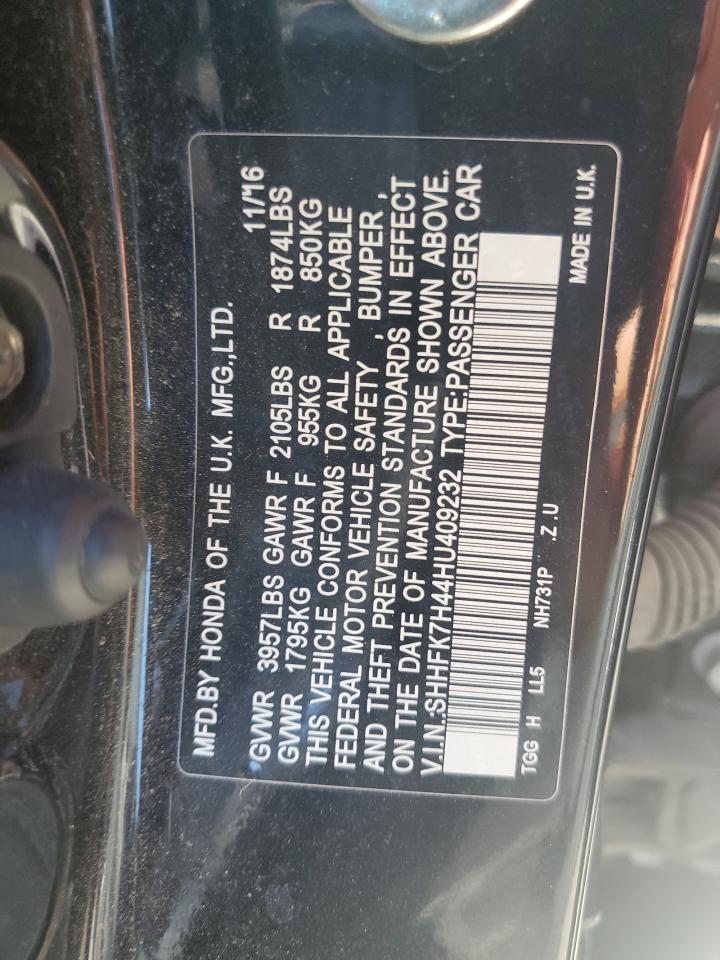 MFD.BY HONDA OF THE U.K. MFG.,LTD. 11/16
GVWR 3957LBS GAWR F 2105LBS R 1874LBS
GVWR 1795KG GAWR F 955KG R 850KG
THIS VEHICLE CONFORMS TO ALL APPLICABLE
FEDERAL MOTOR VEHICLE SAFETY , BUMPER ,
AND THEFT PREVENTION STANDARDS IN EFFECT
ON THE DATE OF MANUFACTURE SHOWN ABOVE.
V.I.N.:SHHFK7H44HU409232 TYPE:PASSENGER CAR
TGG H LL5 NH731P .Z.U MADE IN U.K.